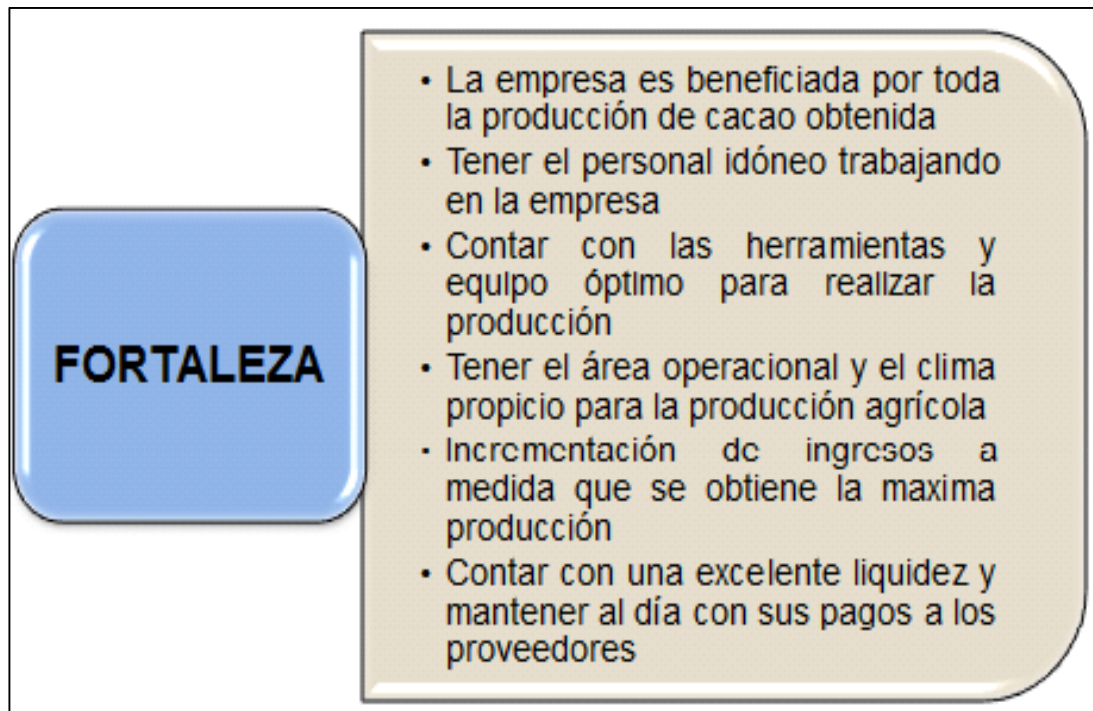 FORTALEZA
• La empresa es beneficiada por toda
la producción de cacao obtenida
• Tener el personal idóneo trabajando
en la empresa
• Contar con las herramientas y
equipo óptimo para realizar la
producción
• Tener el área operacional y el clima
propicio para la producción agrícola
• Incrementación de ingresos a
medida que se obtiene la maxima
producción
• Contar con una excelente liquidez y
mantener al día con sus pagos a los
proveedores